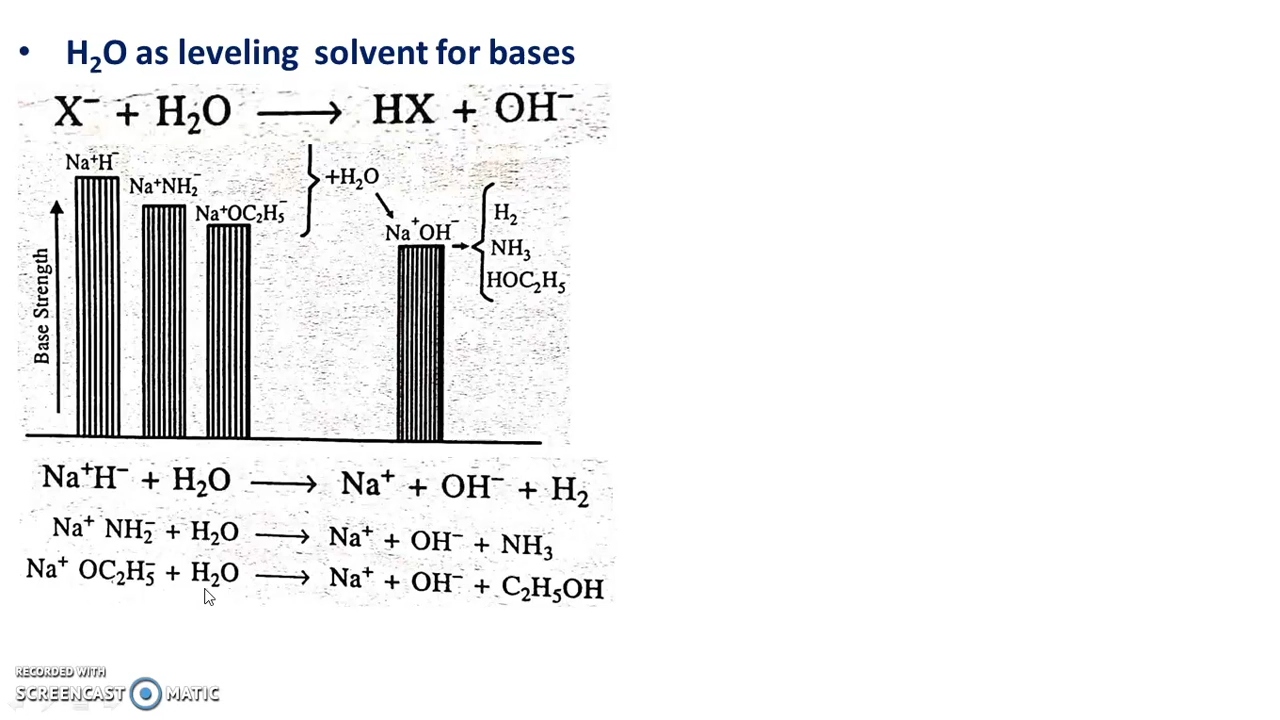 • H₂O as leveling solvent for bases
X⁻ + H₂O ⟶ HX + OH⁻
Na⁺H⁻
Na⁺NH₂⁻
Na⁺OC₂H₅⁻
+H₂O
Na⁺OH⁻
H₂
NH₃
HOC₂H₅
Base Strength
Na⁺H⁻ + H₂O ⟶ Na⁺ + OH⁻ + H₂
Na⁺ NH₂⁻ + H₂O ⟶ Na⁺ + OH⁻ + NH₃
Na⁺ OC₂H₅⁻ + H₂O ⟶ Na⁺ + OH⁻ + C₂H₅OH
RECORDED WITH
SCREENCAST MATIC